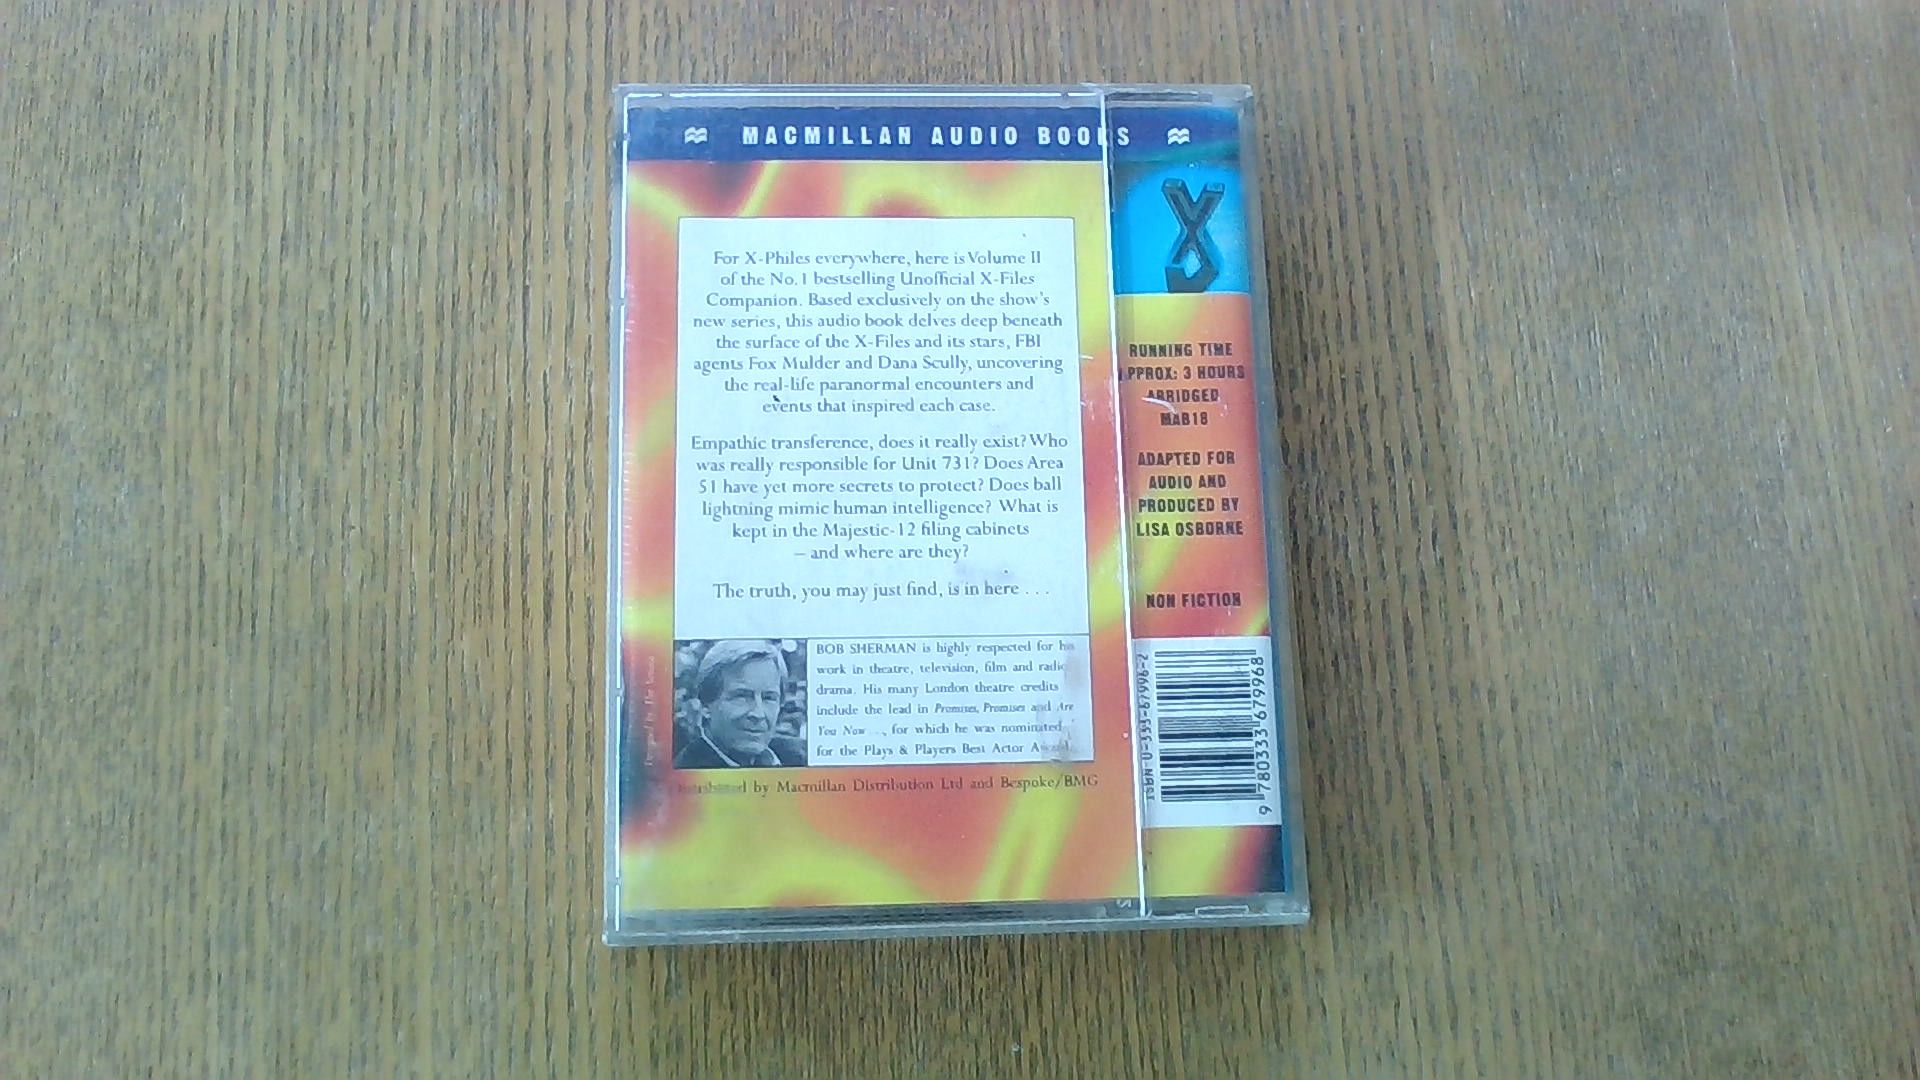 MACMILLAN AUDIO BOOKS
For X-Philes everywhere, here is Volume II
of the No. 1 bestselling Unofficial X-Files
Companion. Based exclusively on the show's
new series, this audio book delves deep beneath
the surface of the X-Files and its stars, FBI
agents Fox Mulder and Dana Scully, uncovering
the real-life paranormal encounters and
events that inspired each case.
Empathic transference, does it really exist? Who
was really responsible for Unit 731? Does Area
51 have yet more secrets to protect? Does ball
lightning mimic human intelligence? What is
kept in the Majestic-12 filing cabinets
– and where are they?
The truth, you may just find, is in here . . .
BOB SHERMAN is highly respected for his
work in theatre, television, film and radio
drama. His many London theatre credits
include the lead in Promises, Promises and Are
You Now . . , for which he was nominated
for the Plays & Players Best Actor Award.
by Macmillan Distribution Ltd and Bespoke/BMG
X
RUNNING TIME
APPROX: 3 HOURS
ABRIDGED
MAB18
ADAPTED FOR
AUDIO AND
PRODUCED BY
LISA OSBORNE
NON FICTION
ISBN 0-333-67996-2
9 780333 679968